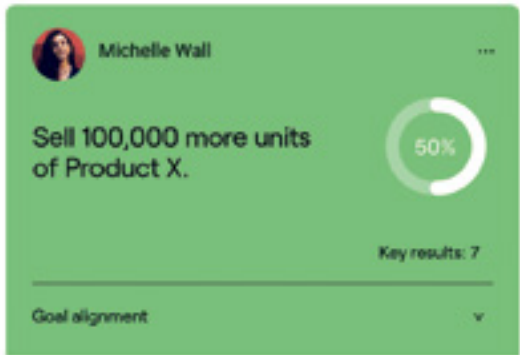 Michelle Wall
...
Sell 100,000 more units
of Product X.
50%
Key results: 7
Goal alignment